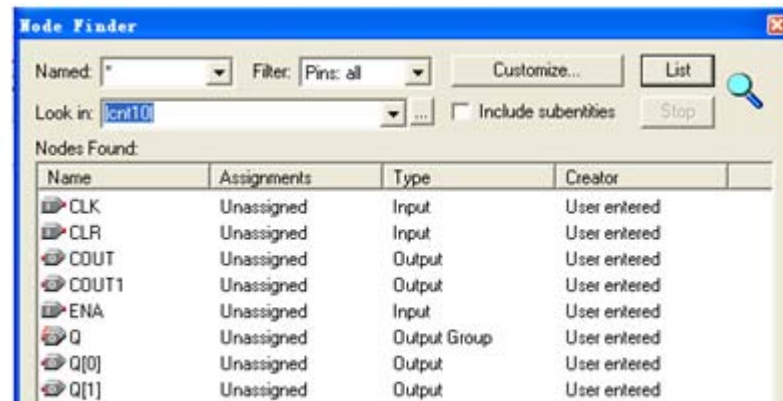 Node Finder
Named: * Filter: Pins: all Customize... List
Look in: |cnt10| ... Include subentities Stop
Nodes Found:
Name Assignments Type Creator
CLK Unassigned Input User entered
CLR Unassigned Input User entered
COUT Unassigned Output User entered
COUT1 Unassigned Output User entered
ENA Unassigned Input User entered
Q Unassigned Output Group User entered
Q[0] Unassigned Output User entered
Q[1] Unassigned Output User entered